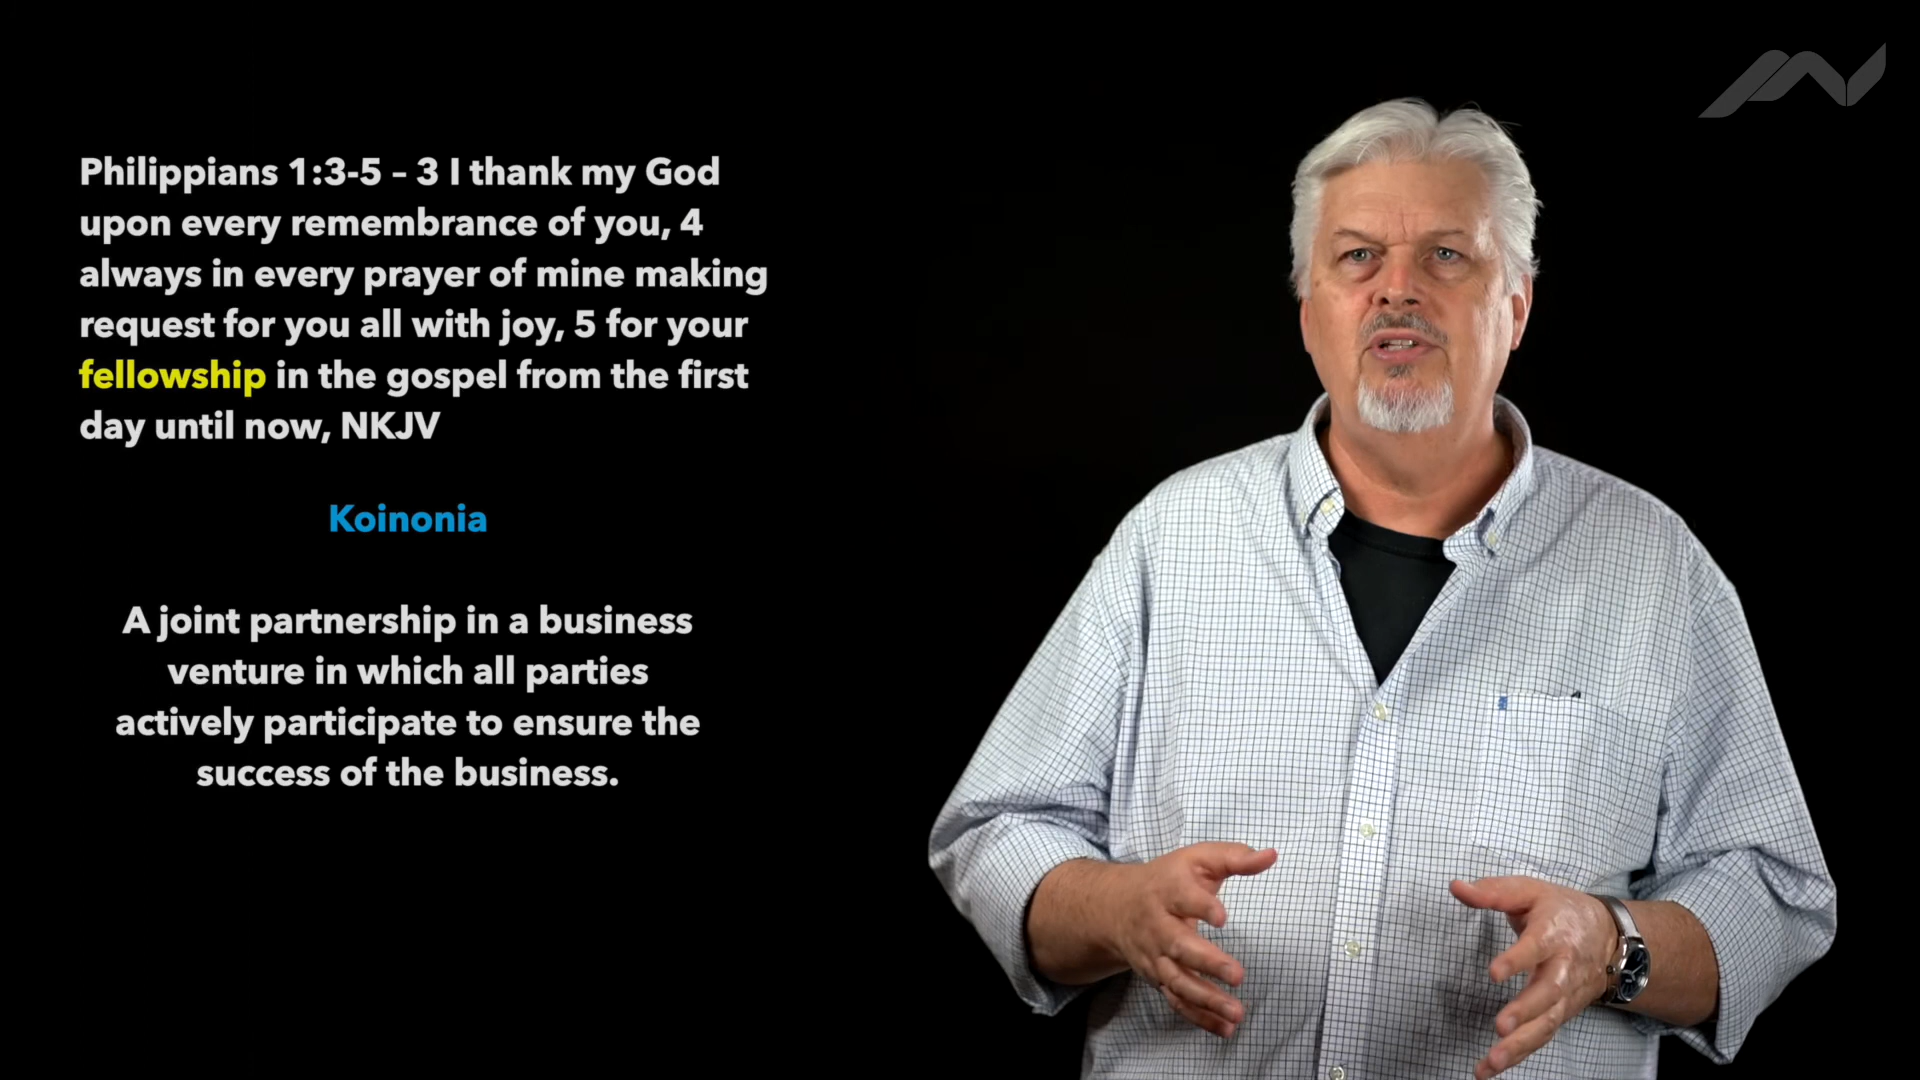 Philippians 1:3-5 – 3 I thank my God
upon every remembrance of you, 4
always in every prayer of mine making
request for you all with joy, 5 for your
fellowship in the gospel from the first
day until now, NKJV
Koinonia
A joint partnership in a business
venture in which all parties
actively participate to ensure the
success of the business.